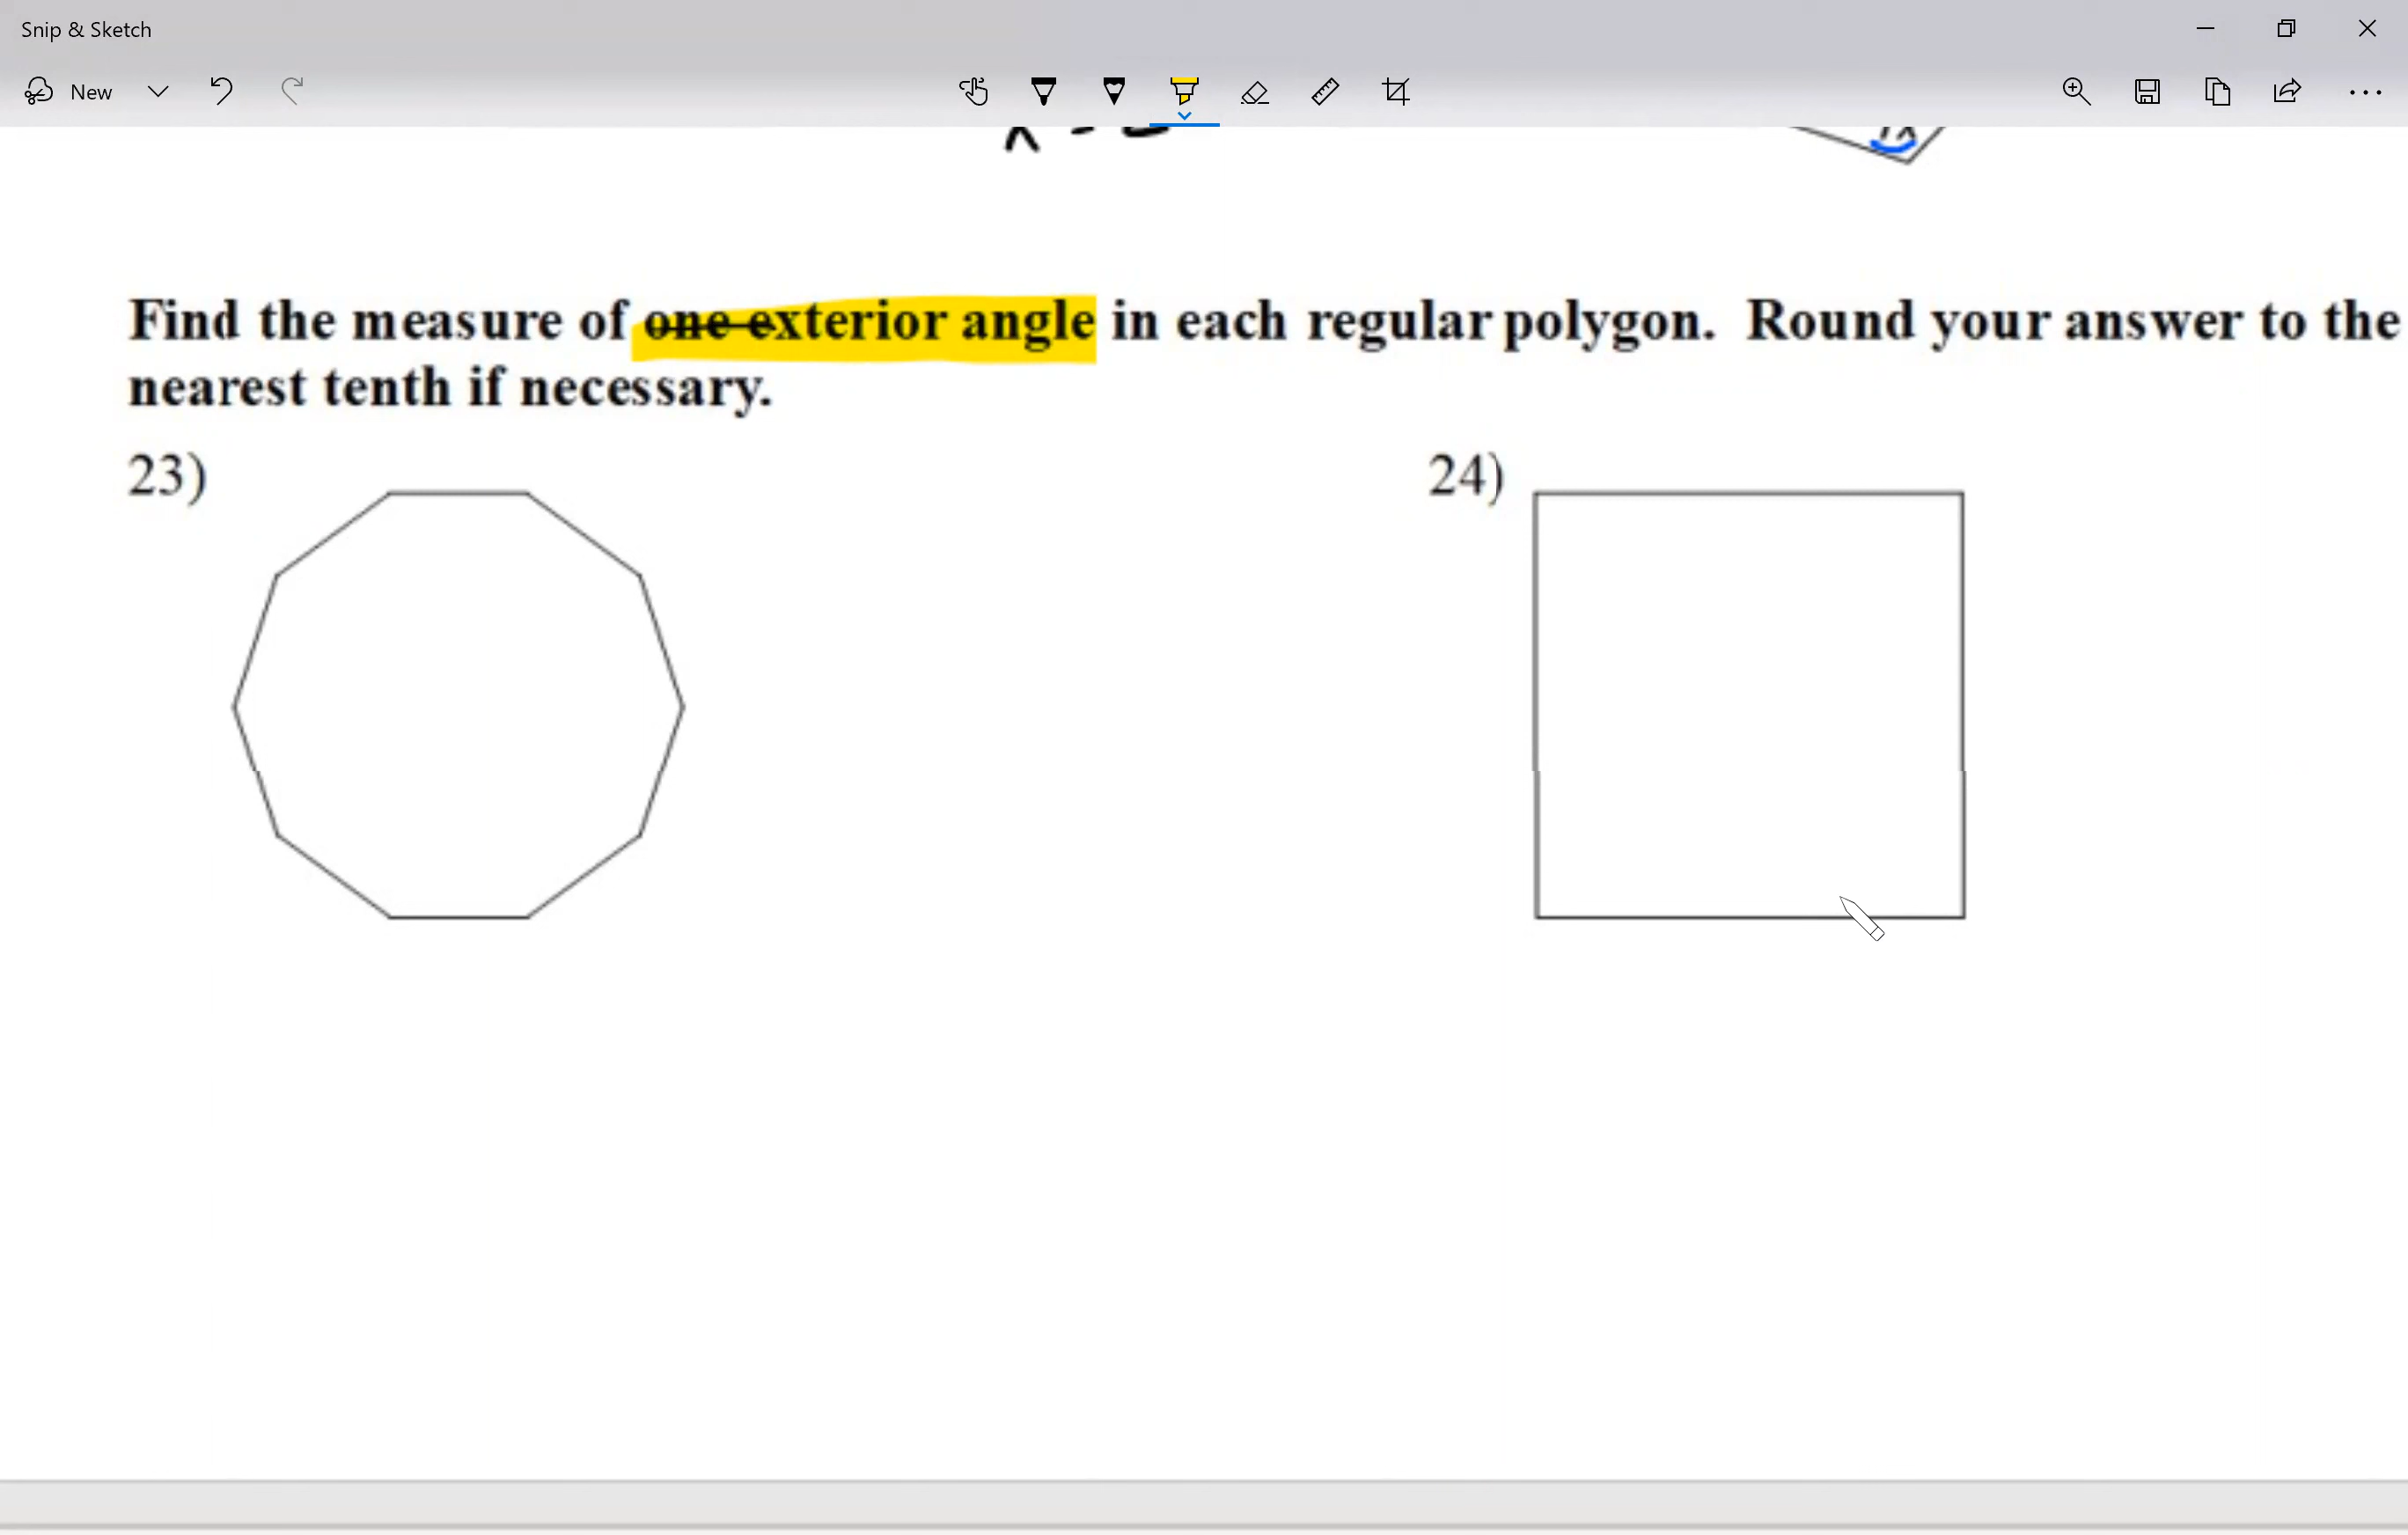 Snip & Sketch
New
x = 
Find the measure of one exterior angle in each regular polygon. Round your answer to the
nearest tenth if necessary.
23)
24)